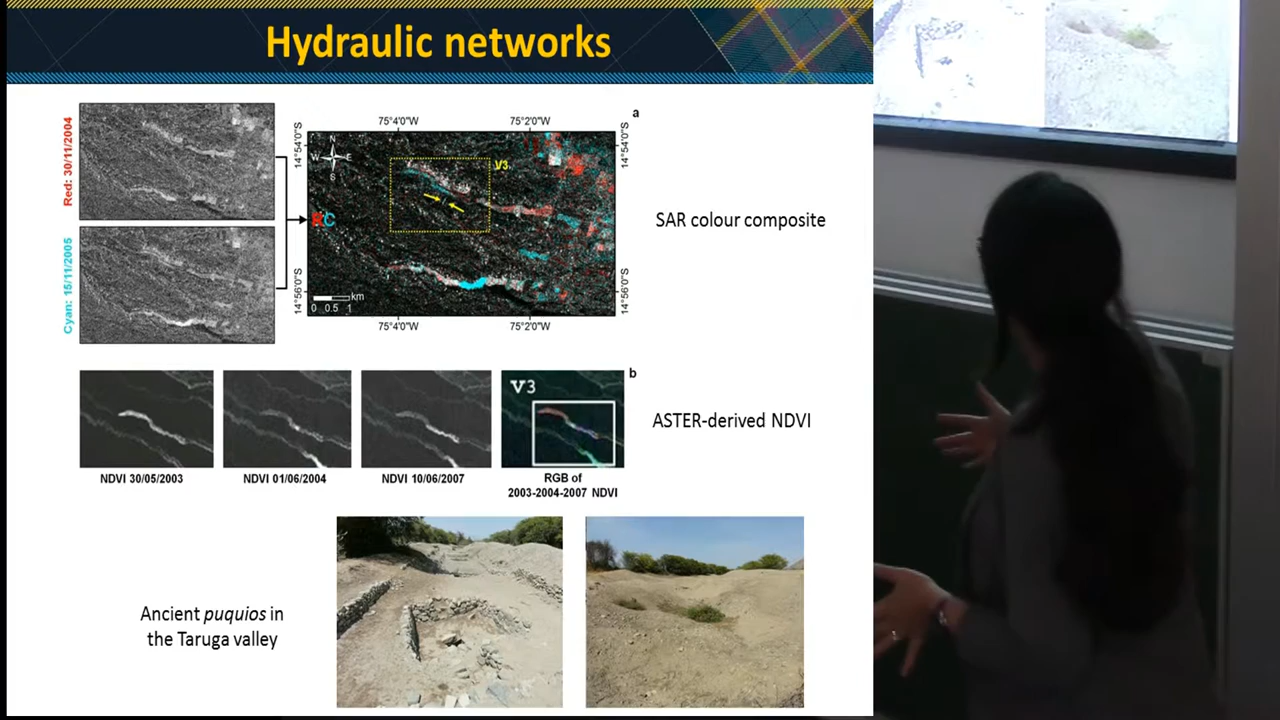 Hydraulic networks
a
Red: 30/11/2004
Cyan: 15/11/2005
75°4'0"W
75°2'0"W
14°54'0"S
14°54'0"S
N
W
E
S
V3
RC
SAR colour composite
14°56'0"S
14°56'0"S
km
0 0.5 1
75°4'0"W
75°2'0"W
b
V3
ASTER-derived NDVI
NDVI 30/05/2003
NDVI 01/06/2004
NDVI 10/06/2007
RGB of
2003-2004-2007 NDVI
Ancient puquios in
the Taruga valley